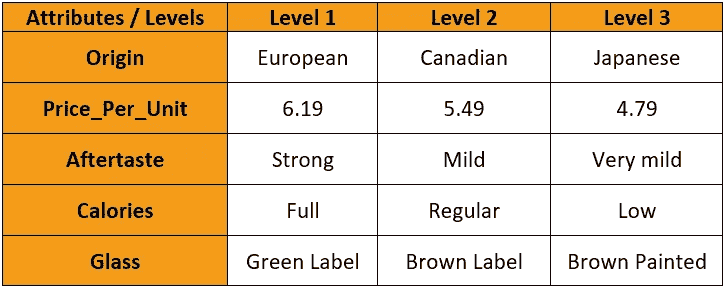 Attributes / Levels Level 1 Level 2 Level 3
Origin European Canadian Japanese
Price_Per_Unit 6.19 5.49 4.79
Aftertaste Strong Mild Very mild
Calories Full Regular Low
Glass Green Label Brown Label Brown Painted